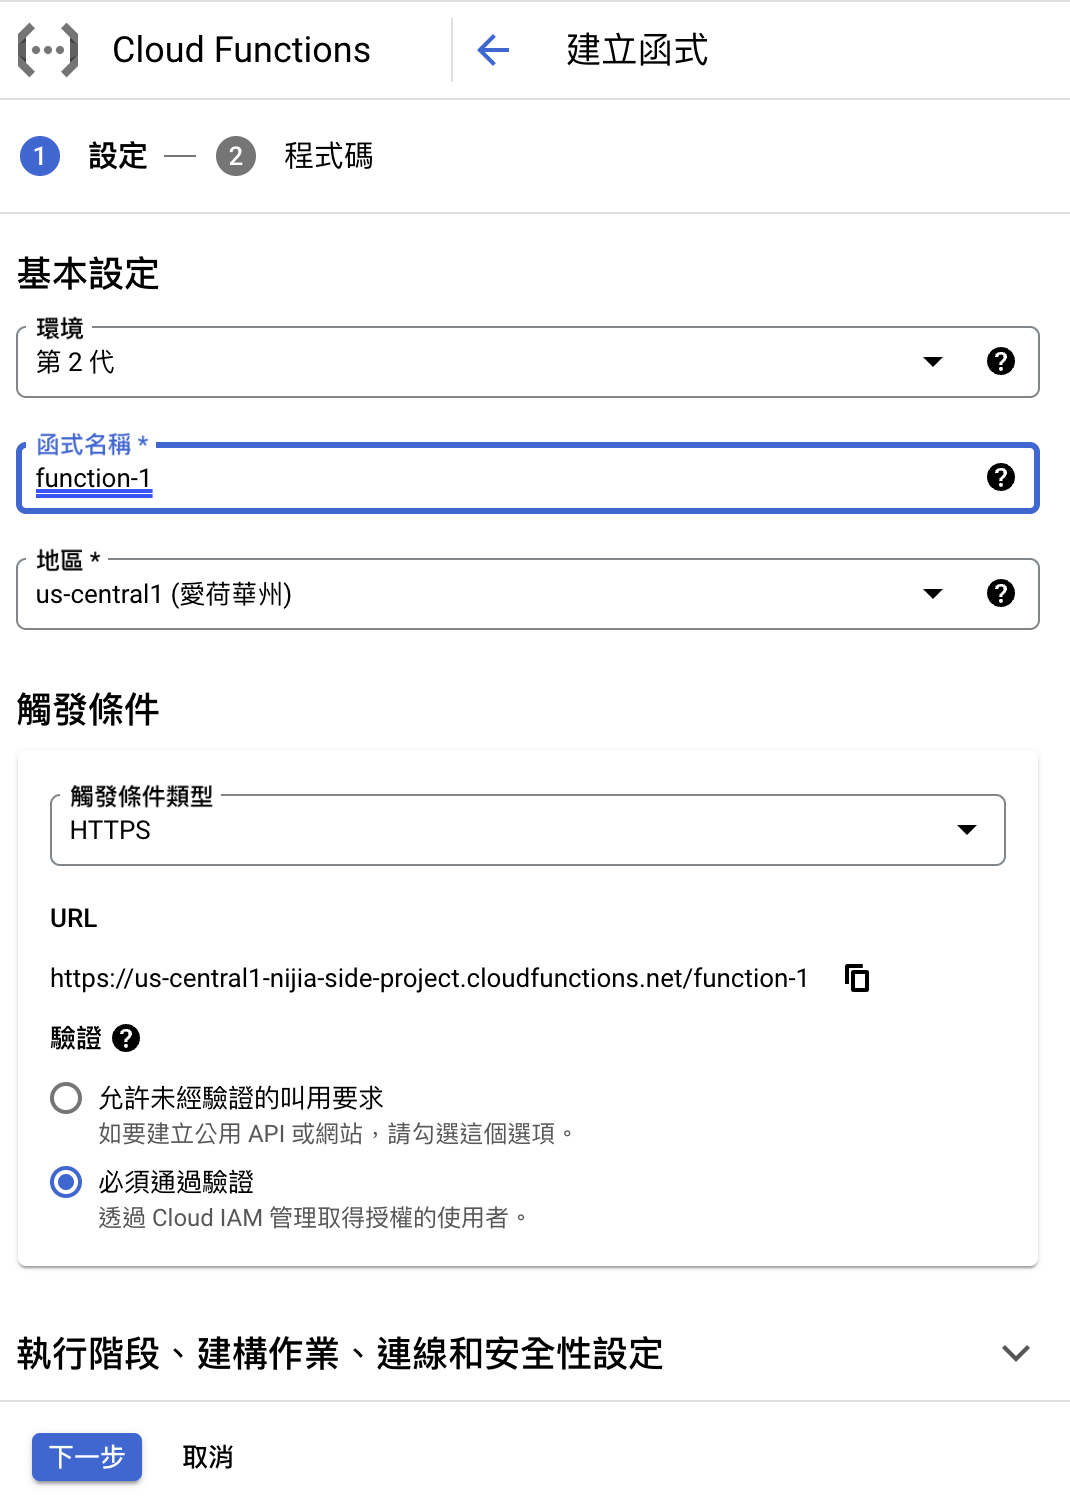 Cloud Functions
建立函式
1 設定 — 2 程式碼
基本設定
環境
第 2 代
函式名稱 *
function-1
地區 *
us-central1 (愛荷華州)
觸發條件
觸發條件類型
HTTPS
URL
https://us-central1-nijia-side-project.cloudfunctions.net/function-1
驗證
允許未經驗證的叫用要求
如要建立公用 API 或網站，請勾選這個選項。
必須通過驗證
透過 Cloud IAM 管理取得授權的使用者。
執行階段、建構作業、連線和安全性設定
下一步
取消